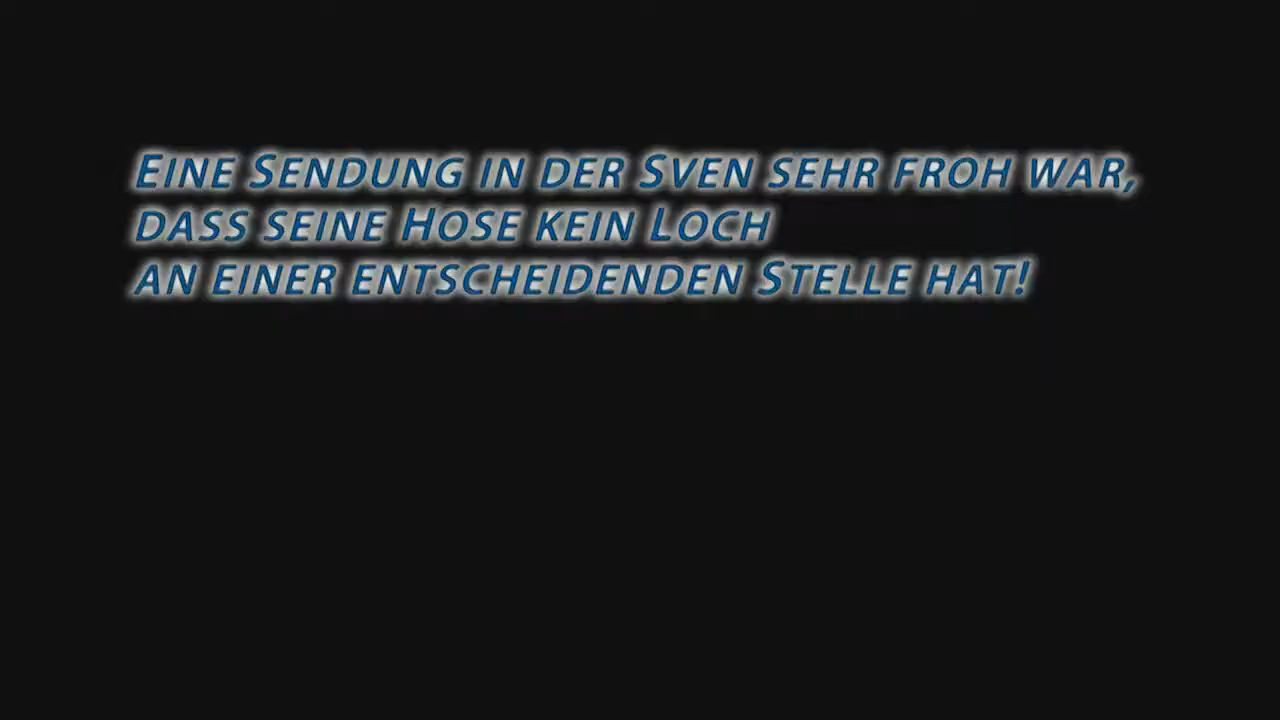 Eine Sendung in der Sven sehr froh war,
dass seine Hose kein Loch
an einer entscheidenden Stelle hat!